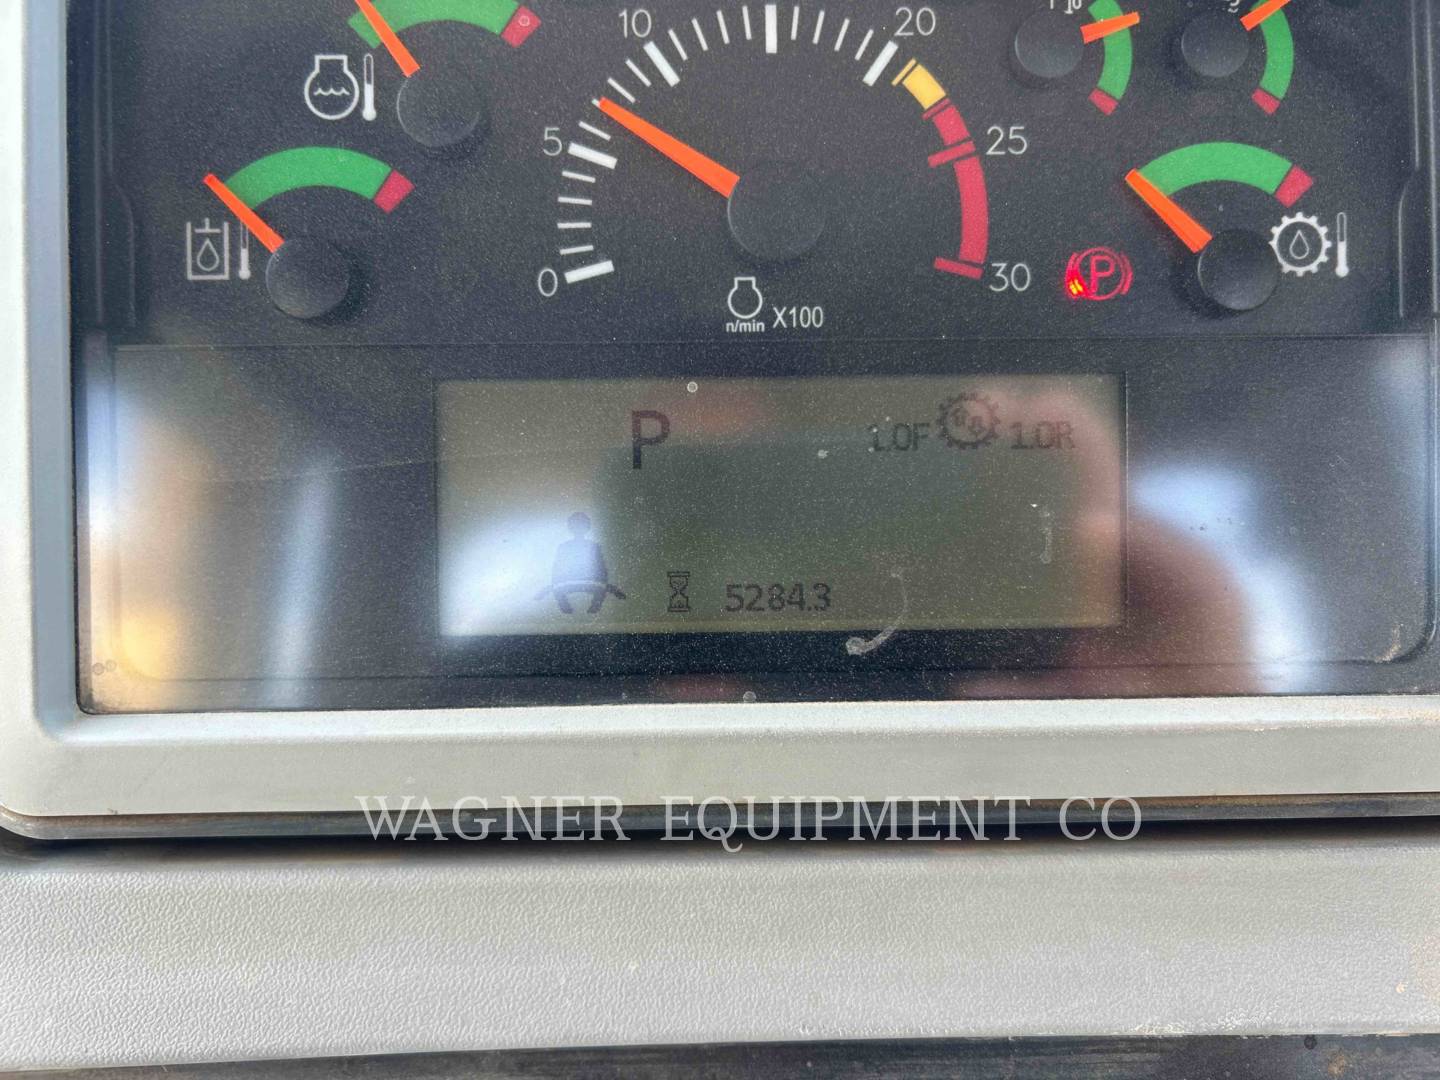 10 20
5 25
0 30
n/min X100
P
P 1.0F 1.0R
5284.3
WAGNER EQUIPMENT CO